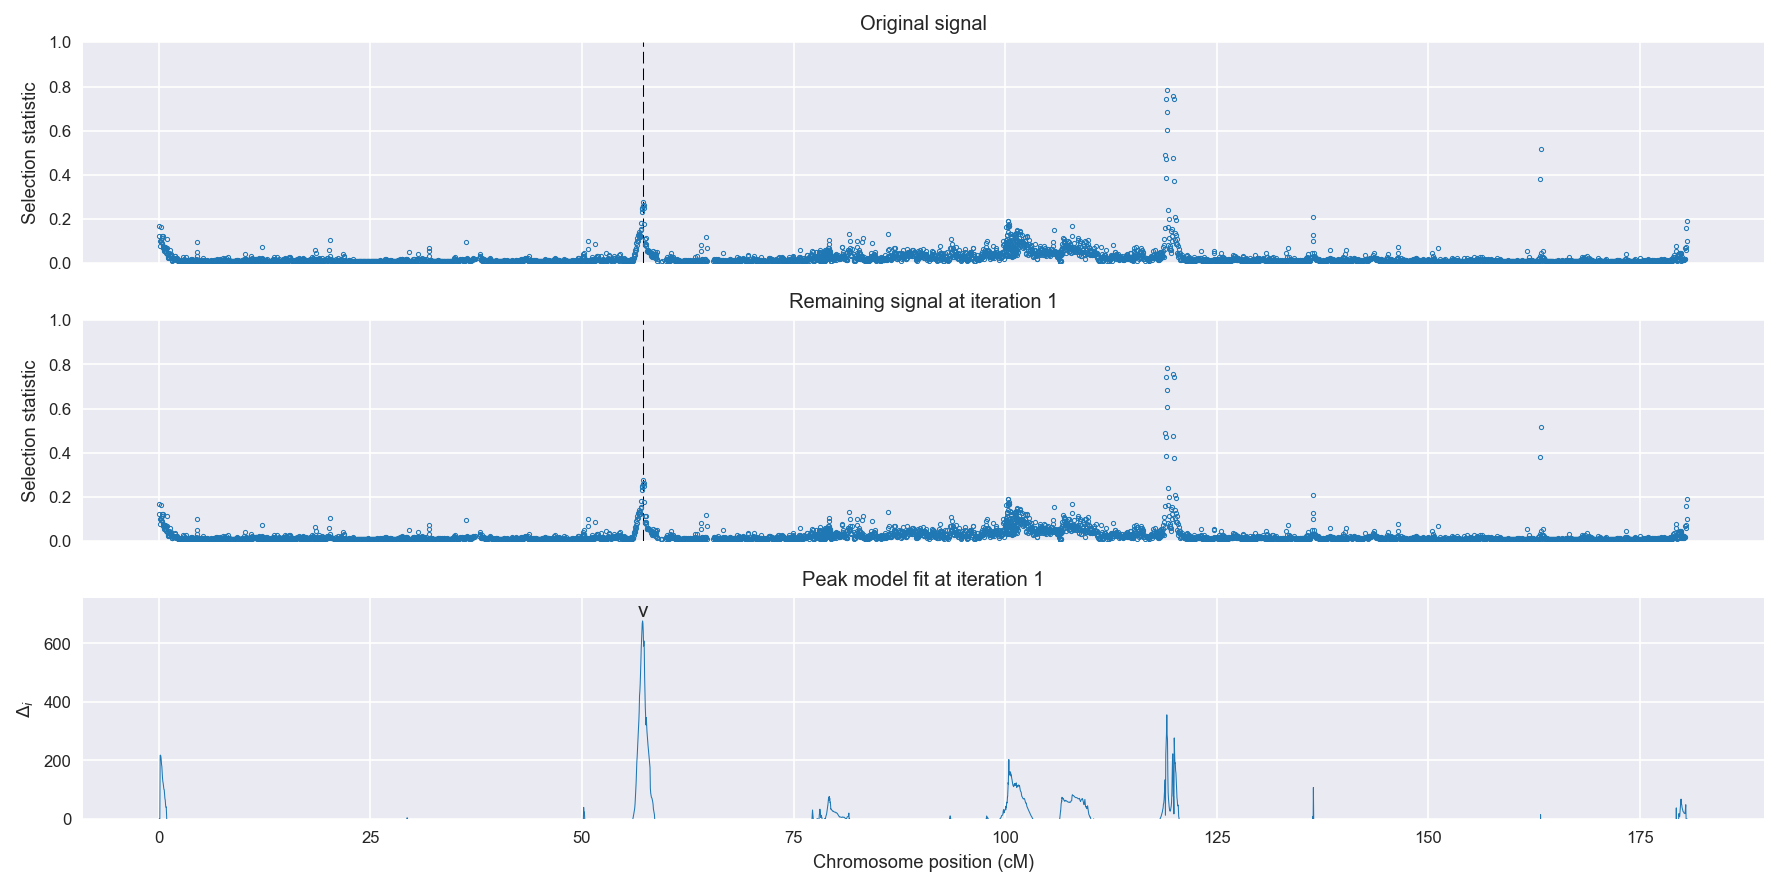 Original signal
Selection statistic
1.0
0.8
0.6
0.4
0.2
0.0
Remaining signal at iteration 1
Selection statistic
1.0
0.8
0.6
0.4
0.2
0.0
Peak model fit at iteration 1
v
Δi
600
400
200
0
0 25 50 75 100 125 150 175
Chromosome position (cM)